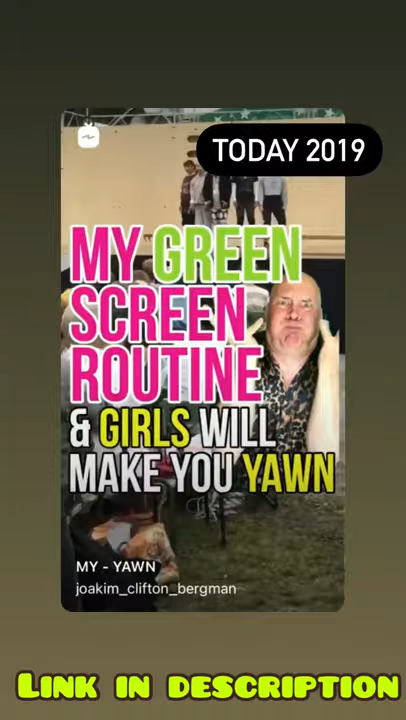 TODAY 2019
MY GREEN
SCREEN
ROUTINE
& GIRLS WILL
MAKE YOU YAWN
MY - YAWN
joakim_clifton_bergman
LINK IN DESCRIPTION